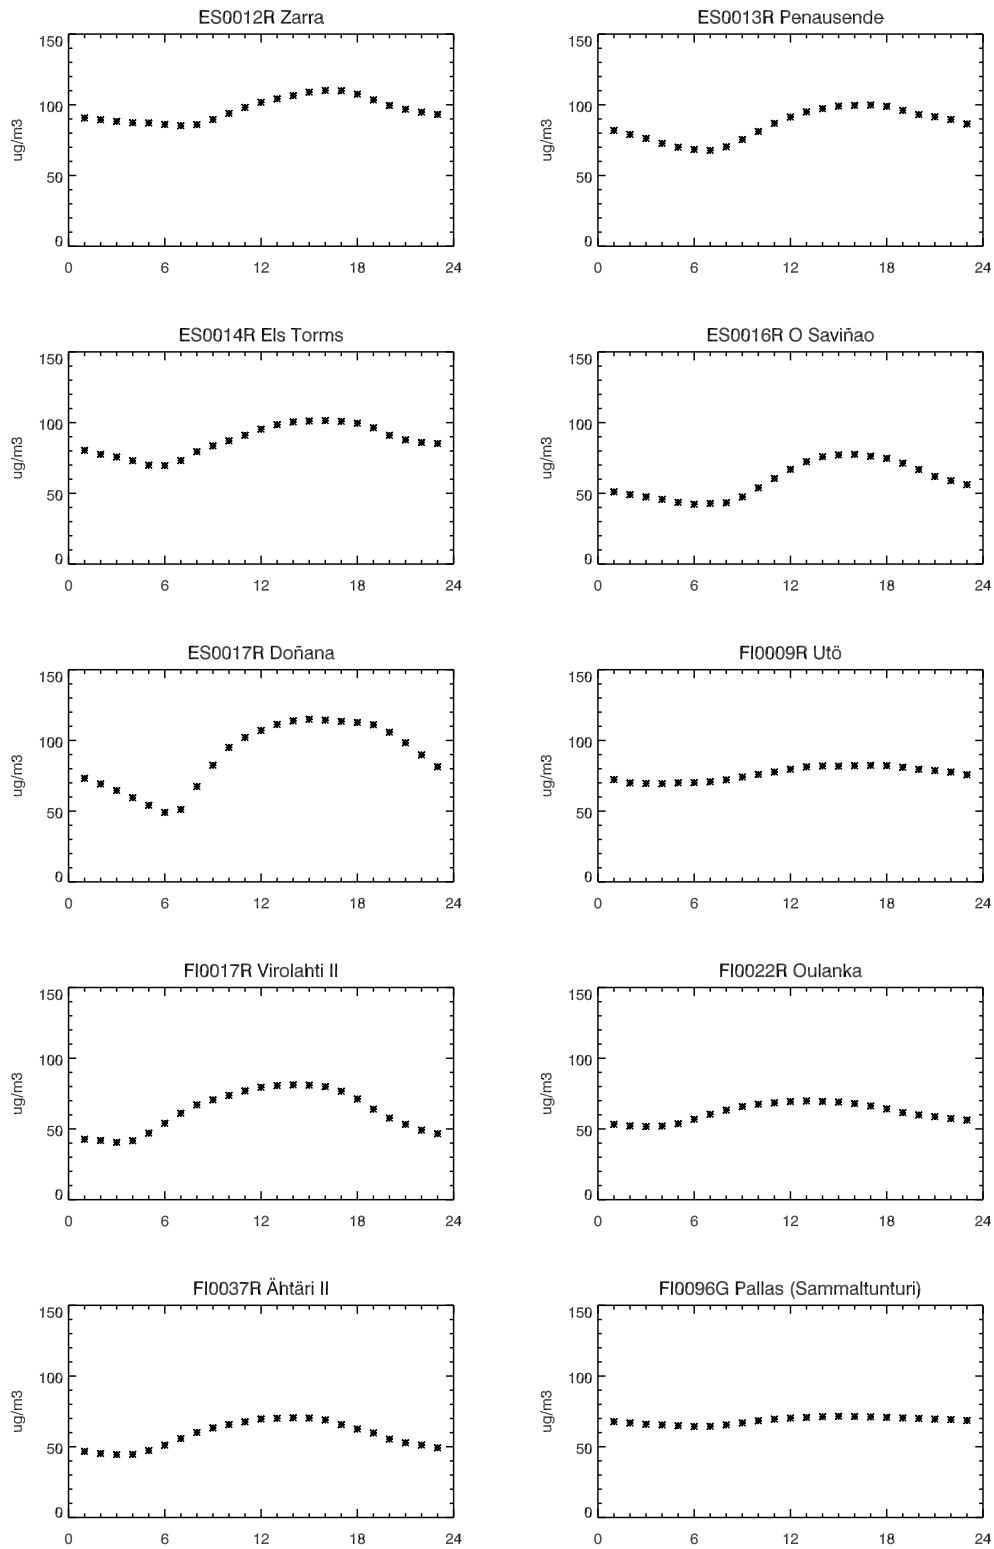 ES0012R Zarra
150
100
50
0
ug/m3
0 6 12 18 24
ES0013R Penausende
150
100
50
0
ug/m3
0 6 12 18 24
ES0014R Els Torms
150
100
50
0
ug/m3
0 6 12 18 24
ES0016R O Saviñao
150
100
50
0
ug/m3
0 6 12 18 24
ES0017R Doñana
150
100
50
0
ug/m3
0 6 12 18 24
FI0009R Utö
150
100
50
0
ug/m3
0 6 12 18 24
FI0017R Virolahti II
150
100
50
0
ug/m3
0 6 12 18 24
FI0022R Oulanka
150
100
50
0
ug/m3
0 6 12 18 24
FI0037R Ähtäri II
150
100
50
0
ug/m3
0 6 12 18 24
FI0096G Pallas (Sammaltunturi)
150
100
50
0
ug/m3
0 6 12 18 24